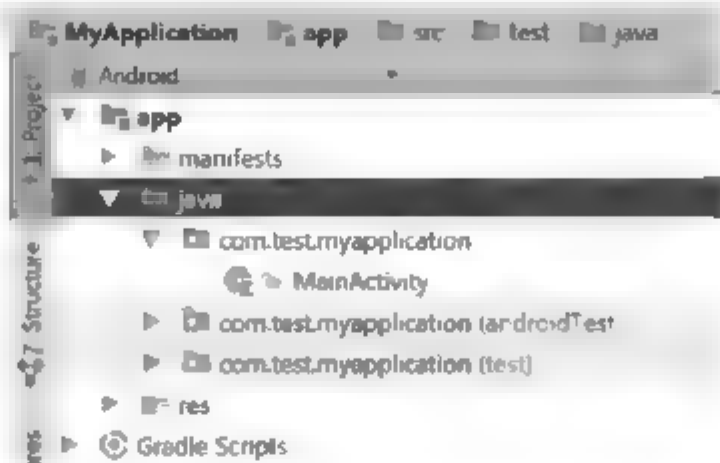 MyApplication app src test java
Android
1: Project
app
manifests
java
com.test.myapplication
MainActivity
com.test.myapplication (androidTest
com.test.myapplication (test)
res
Gradle Scripts
7: Structure